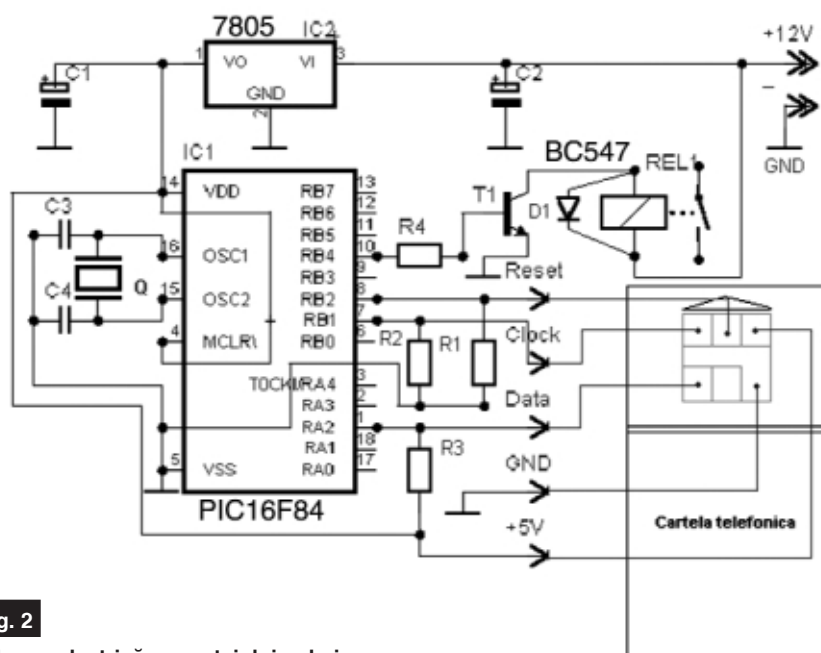 7805
IC2
+12V
1
VO
VI
3
C1
C2
GND
2
–
GND
IC1
BC547
REL1
14
VDD
RB7
13
RB6
12
T1
D1
C3
RB5
11
R4
16
OSC1
RB4
10
RB3
9
Reset
C4
Q
15
OSC2
RB2
8
RB1
7
R2
R1
Clock
4
MCLR\
RB0
6
TOCKI/RA4
3
RA3
2
Data
RA2
1
RA1
18
R3
5
VSS
RA0
17
GND
PIC16F84
+5V
Cartela telefonica
g. 2